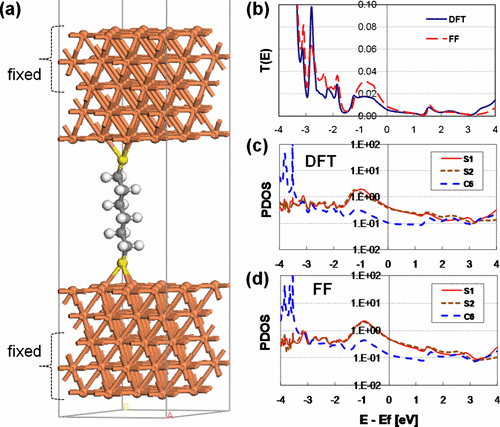 (a)
fixed
fixed
B
A
(b)
T(E)
0.10
0.08
0.06
0.04
0.02
0.00
DFT
FF
-4 -3 -2 -1 0 1 2 3 4
(c)
PDOS
1.E+02
1.E+01
1.E+00
1.E-01
1.E-02
DFT
S1
S2
C6
-4 -3 -2 -1 0 1 2 3 4
(d)
PDOS
1.E+02
1.E+01
1.E+00
1.E-01
1.E-02
FF
S1
S2
C6
-4 -3 -2 -1 0 1 2 3 4
E - Ef [eV]